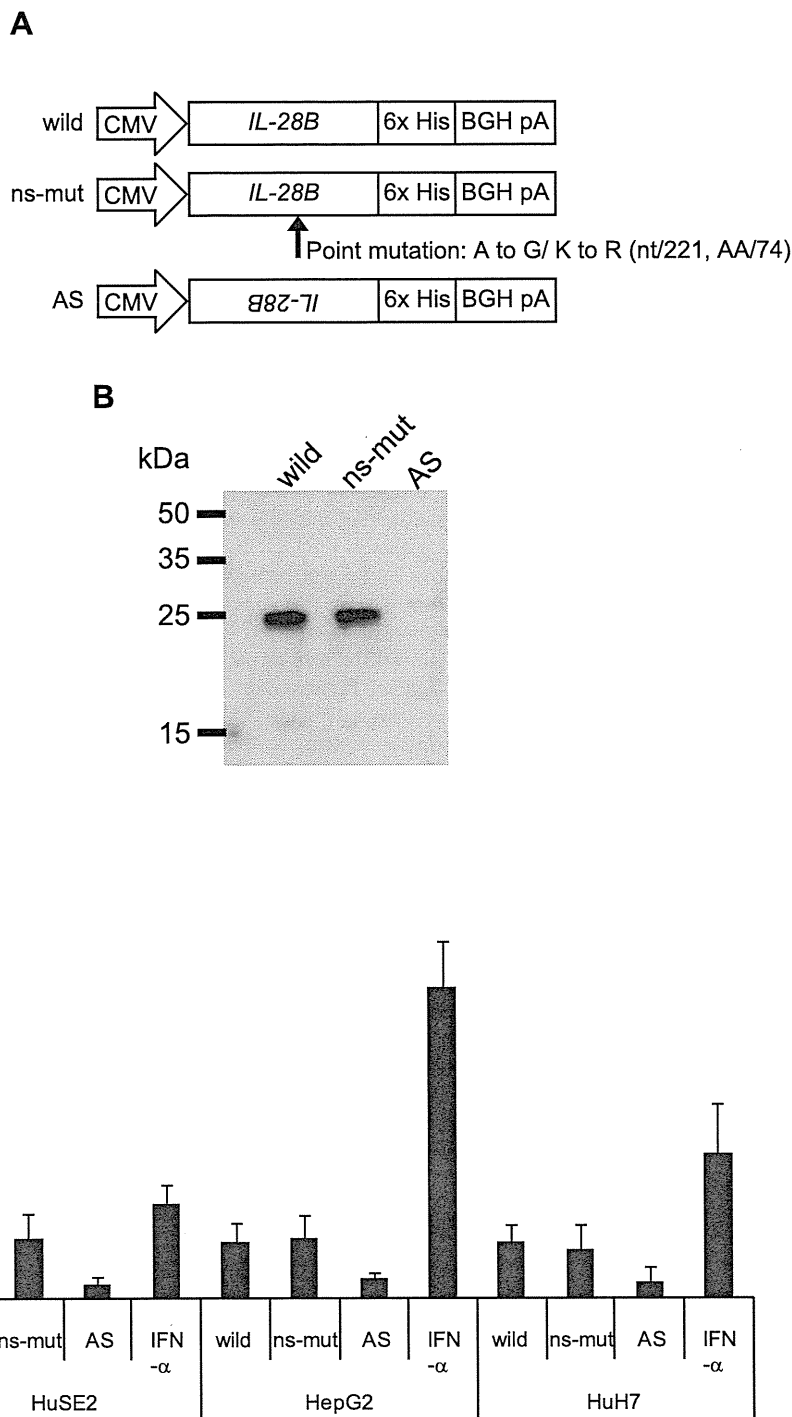 A
wild CMV IL-28B 6x His BGH pA
ns-mut CMV IL-28B 6x His BGH pA
Point mutation: A to G/ K to R (nt/221, AA/74)
AS CMV IL-28B 6x His BGH pA
B
kDa wild ns-mut AS
50
35
25
15
ns-mut AS IFN wild ns-mut AS IFN wild ns-mut AS IFN
-α -α -α
HuSE2 HepG2 HuH7